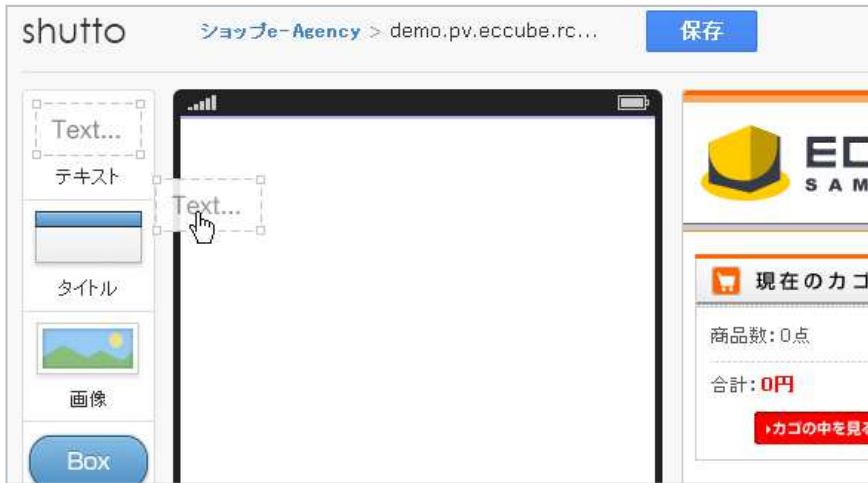 shutto
ショップe-Agency > demo.pv.eccube.rc...
保存
Text...
テキスト
Text...
タイトル
画像
Box
EC
SAM
現在のカゴ
商品数:0点
合計:0円
カゴの中を見る